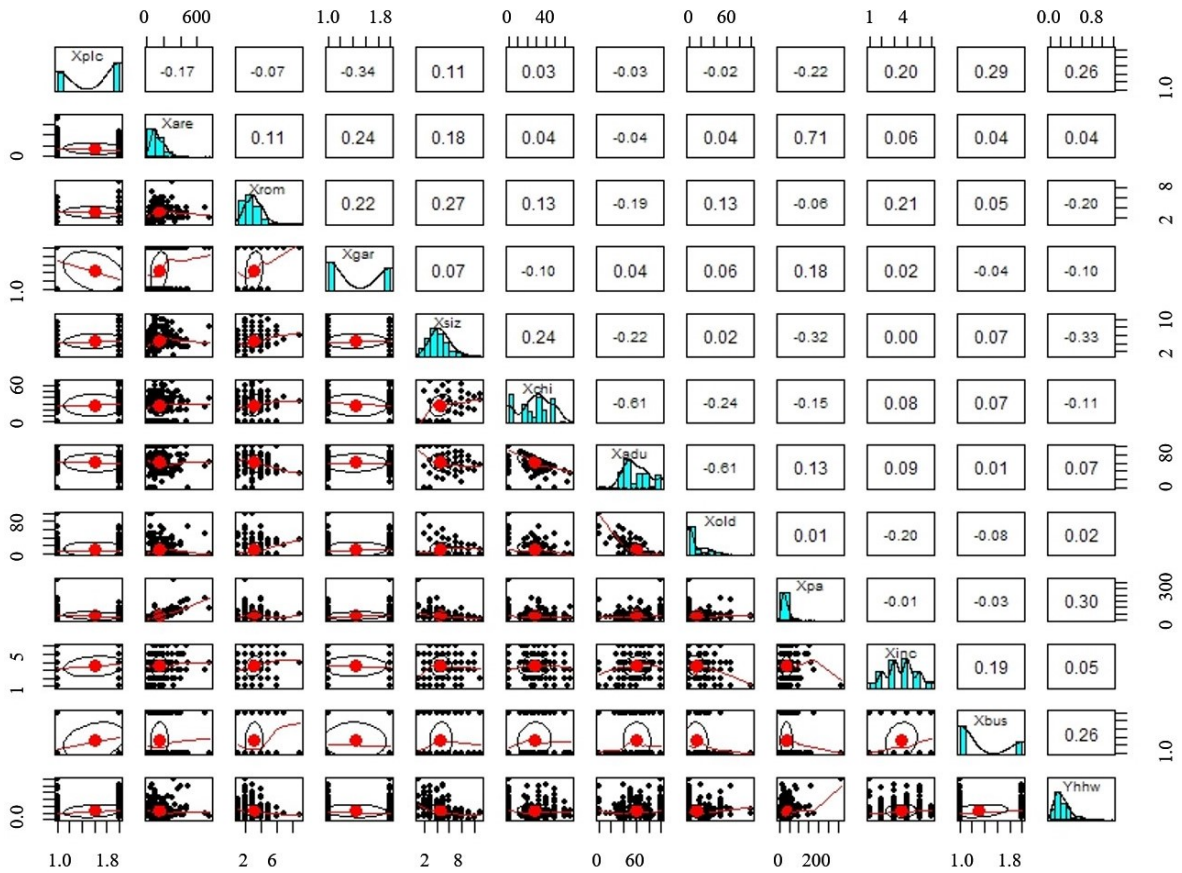 0 600 1.0 1.8 0 40 0 60 1 4 0.0 0.8
Xplc -0.17 -0.07 -0.34 0.11 0.03 -0.03 -0.02 -0.22 0.20 0.29 0.26 1.0
0 Xare 0.11 0.24 0.18 0.04 -0.04 0.04 0.71 0.06 0.04 0.04
Xrom 0.22 0.27 0.13 -0.19 0.13 -0.06 0.21 0.05 -0.20 2 8
1.0 Xgar 0.07 -0.10 0.04 0.06 0.18 0.02 -0.04 -0.10
Xsiz 0.24 -0.22 0.02 -0.32 0.00 0.07 -0.33 2 10
0 60 Xchi -0.61 -0.24 -0.15 0.08 0.07 -0.11
Xadu -0.61 0.13 0.09 0.01 0.07 0 80
0 80 Xold 0.01 -0.20 -0.08 0.02
Xpa -0.01 -0.03 0.30 0 300
1 5 Xinc 0.19 0.05
Xbus 0.26 1.0
0.0 Yhhw
1.0 1.8 2 6 2 8 0 60 0 200 1.0 1.8